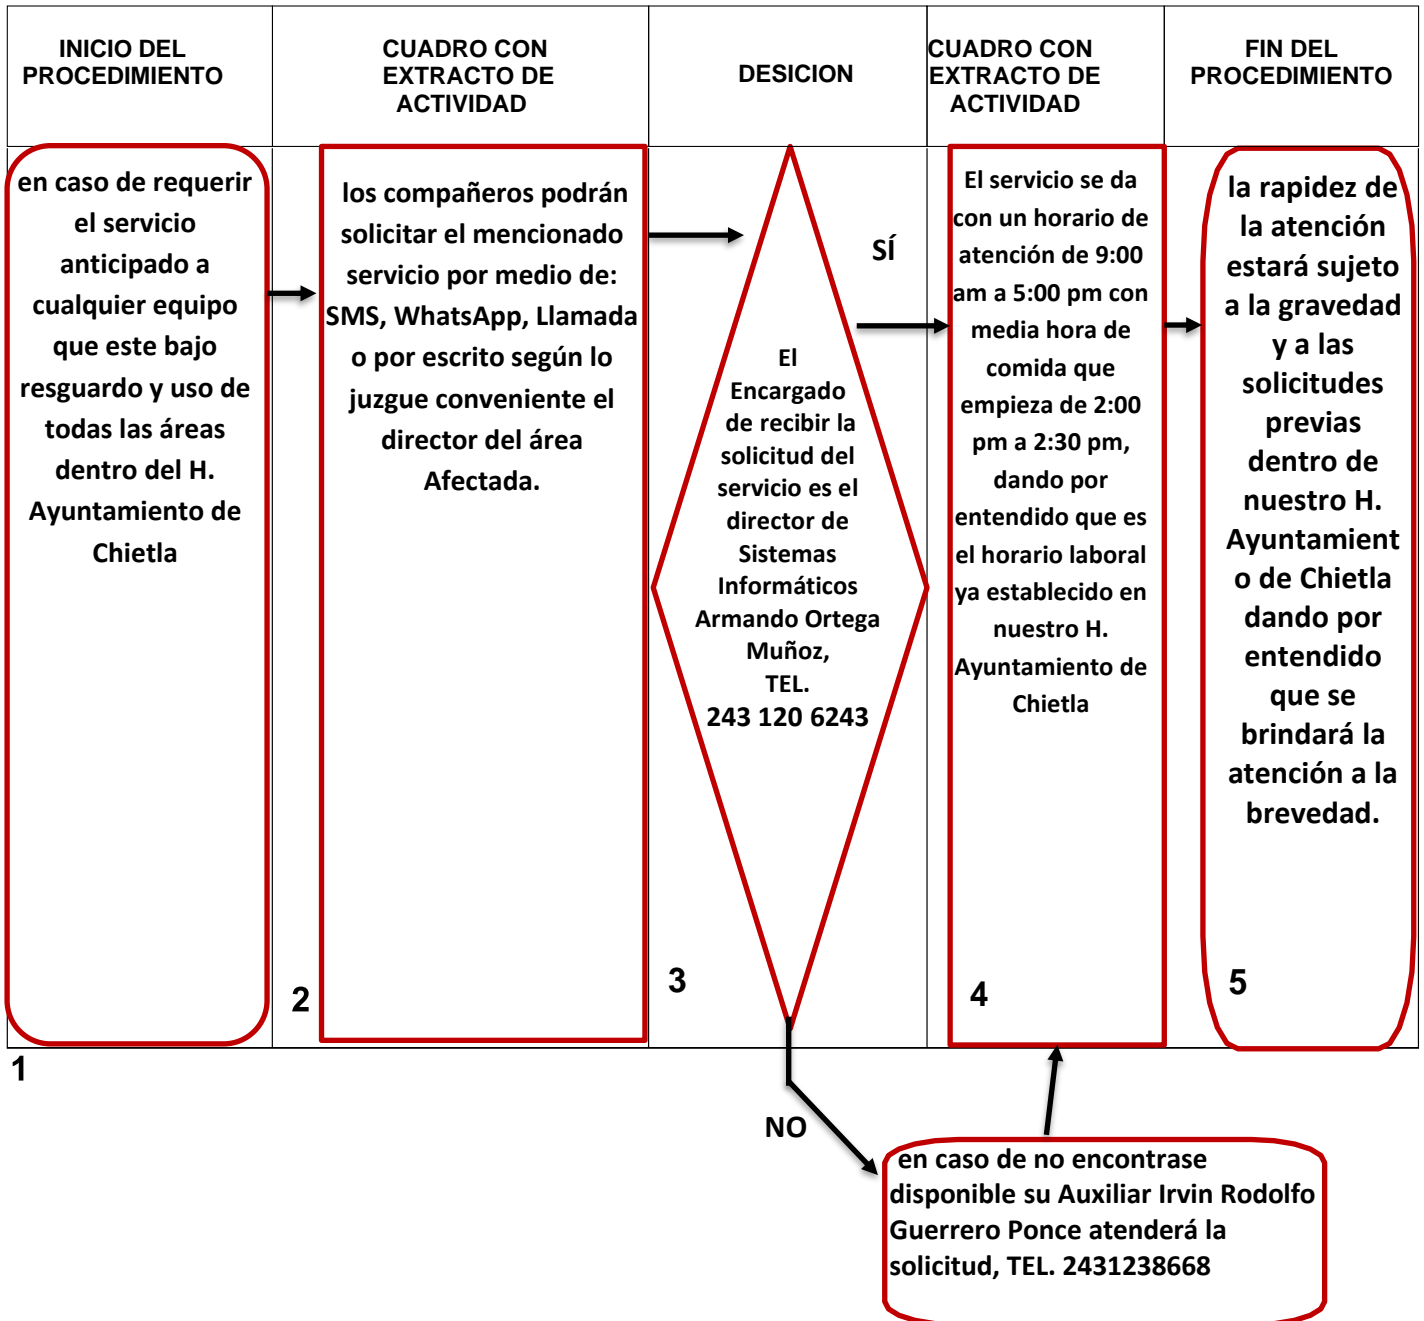 INICIO DEL
PROCEDIMIENTO
CUADRO CON
EXTRACTO DE
ACTIVIDAD
DESICION
CUADRO CON
EXTRACTO DE
ACTIVIDAD
FIN DEL
PROCEDIMIENTO
en caso de requerir
el servicio
anticipado a
cualquier equipo
que este bajo
resguardo y uso de
todas las áreas
dentro del H.
Ayuntamiento de
Chietla
1
los compañeros podrán
solicitar el mencionado
servicio por medio de:
SMS, WhatsApp, Llamada
o por escrito según lo
juzgue conveniente el
director del área
Afectada.
2
El
Encargado
de recibir la
solicitud del
servicio es el
director de
Sistemas
Informáticos
Armando Ortega
Muñoz,
TEL.
243 120 6243
3
SÍ
El servicio se da
con un horario de
atención de 9:00
am a 5:00 pm con
media hora de
comida que
empieza de 2:00
pm a 2:30 pm,
dando por
entendido que es
el horario laboral
ya establecido en
nuestro H.
Ayuntamiento de
Chietla
4
la rapidez de
la atención
estará sujeto
a la gravedad
y a las
solicitudes
previas
dentro de
nuestro H.
Ayuntamient
o de Chietla
dando por
entendido
que se
brindará la
atención a la
brevedad.
5
NO
en caso de no encontrase
disponible su Auxiliar Irvin Rodolfo
Guerrero Ponce atenderá la
solicitud, TEL. 2431238668